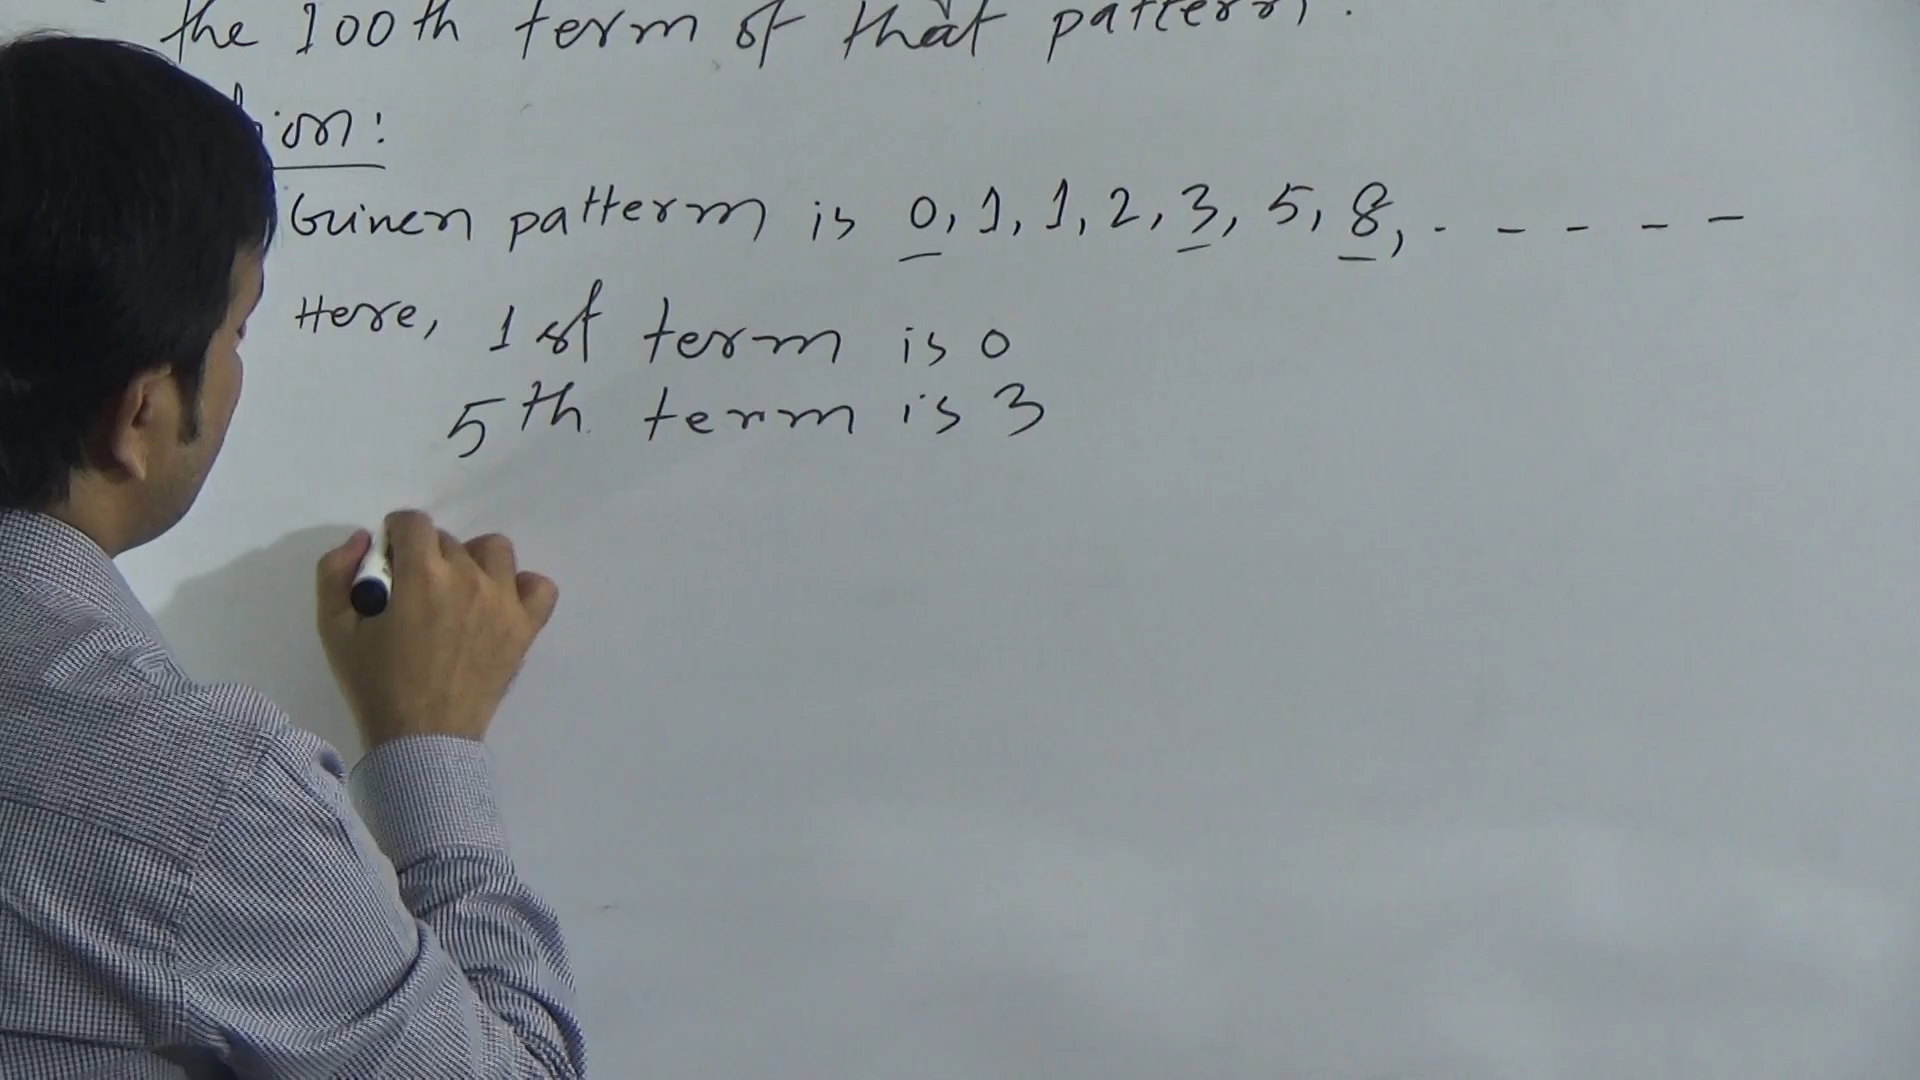 the 100th term of that pattern.
ion:
Given pattern is 0, 1, 1, 2, 3, 5, 8, - - - - -
Here, 1st term is 0
5th term is 3